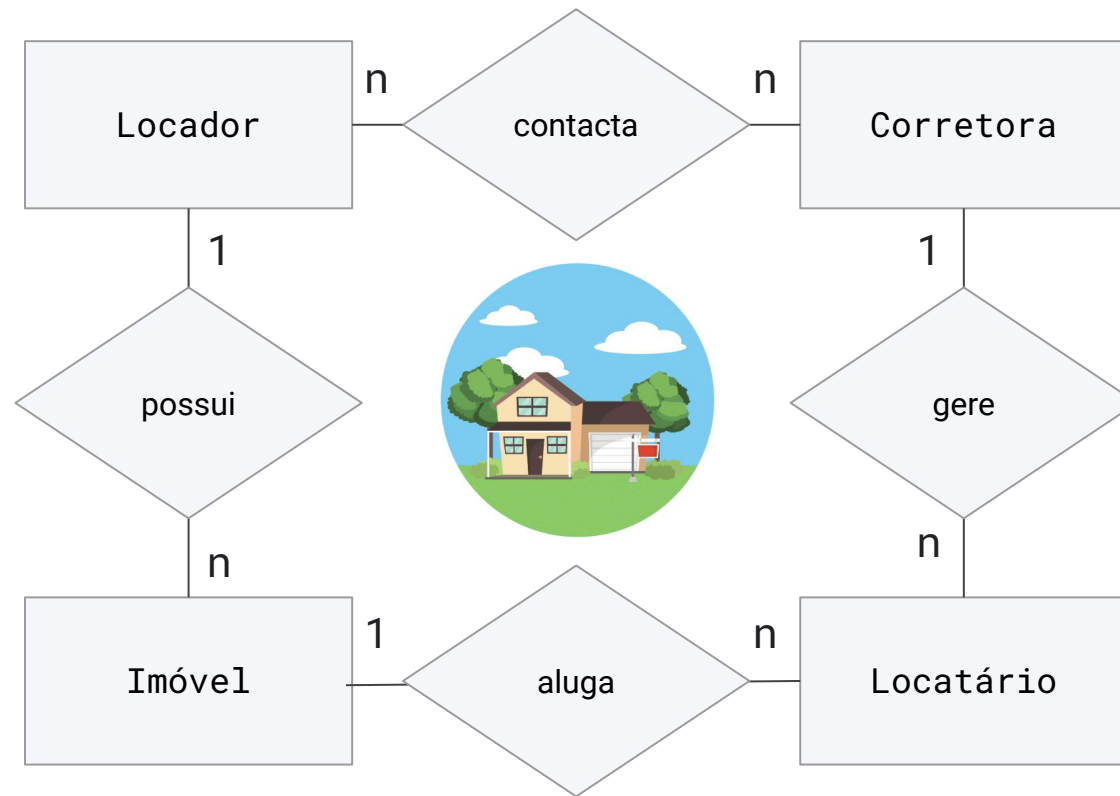 Locador
n
contacta
n
Corretora
1
1
possui
gere
n
n
Imóvel
1
aluga
n
Locatário